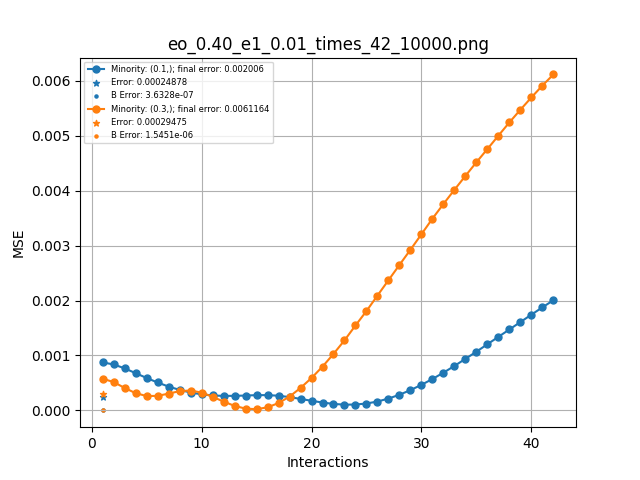 eo_0.40_e1_0.01_times_42_10000.png
Minority: (0.1,); final error: 0.002006
Error: 0.00024878
B Error: 3.6328e-07
Minority: (0.3,); final error: 0.0061164
Error: 0.00029475
B Error: 1.5451e-06
0.006
0.005
0.004
0.003
0.002
0.001
0.000
MSE
0 10 20 30 40
Interactions